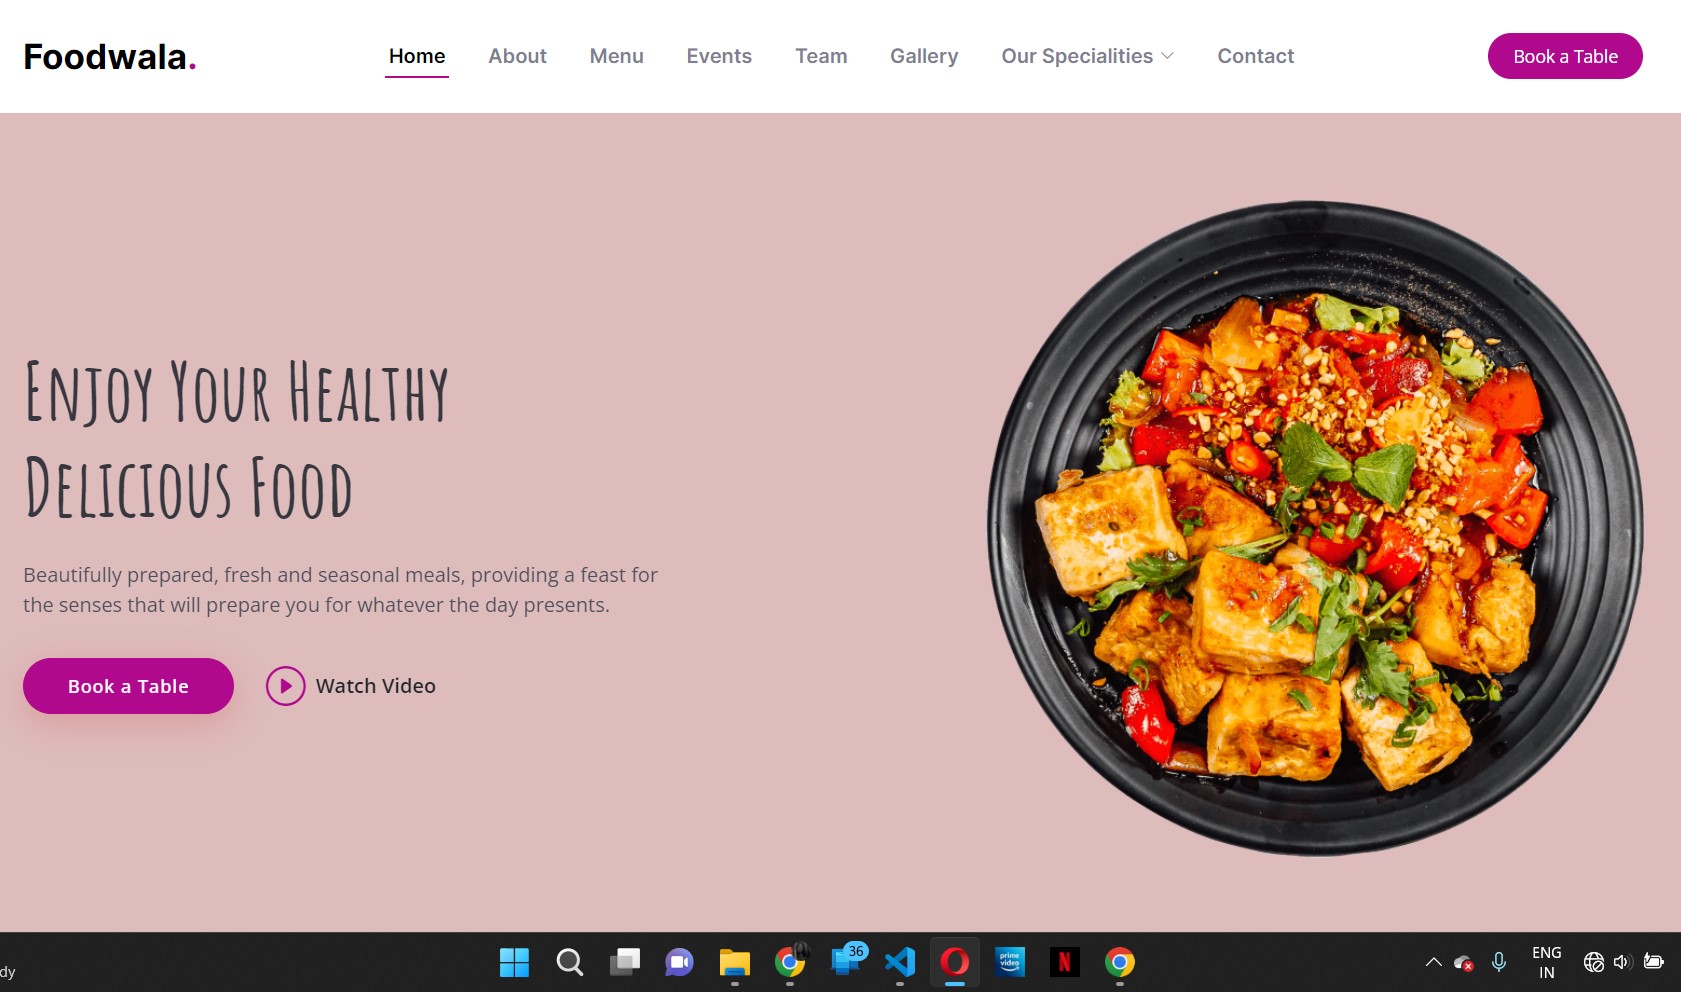 Foodwala.
Home About Menu Events Team Gallery Our Specialities Contact
Book a Table
Enjoy Your Healthy
Delicious Food
Beautifully prepared, fresh and seasonal meals, providing a feast for
the senses that will prepare you for whatever the day presents.
Book a Table
Watch Video
dy
36
prime
video
N
ENG
IN